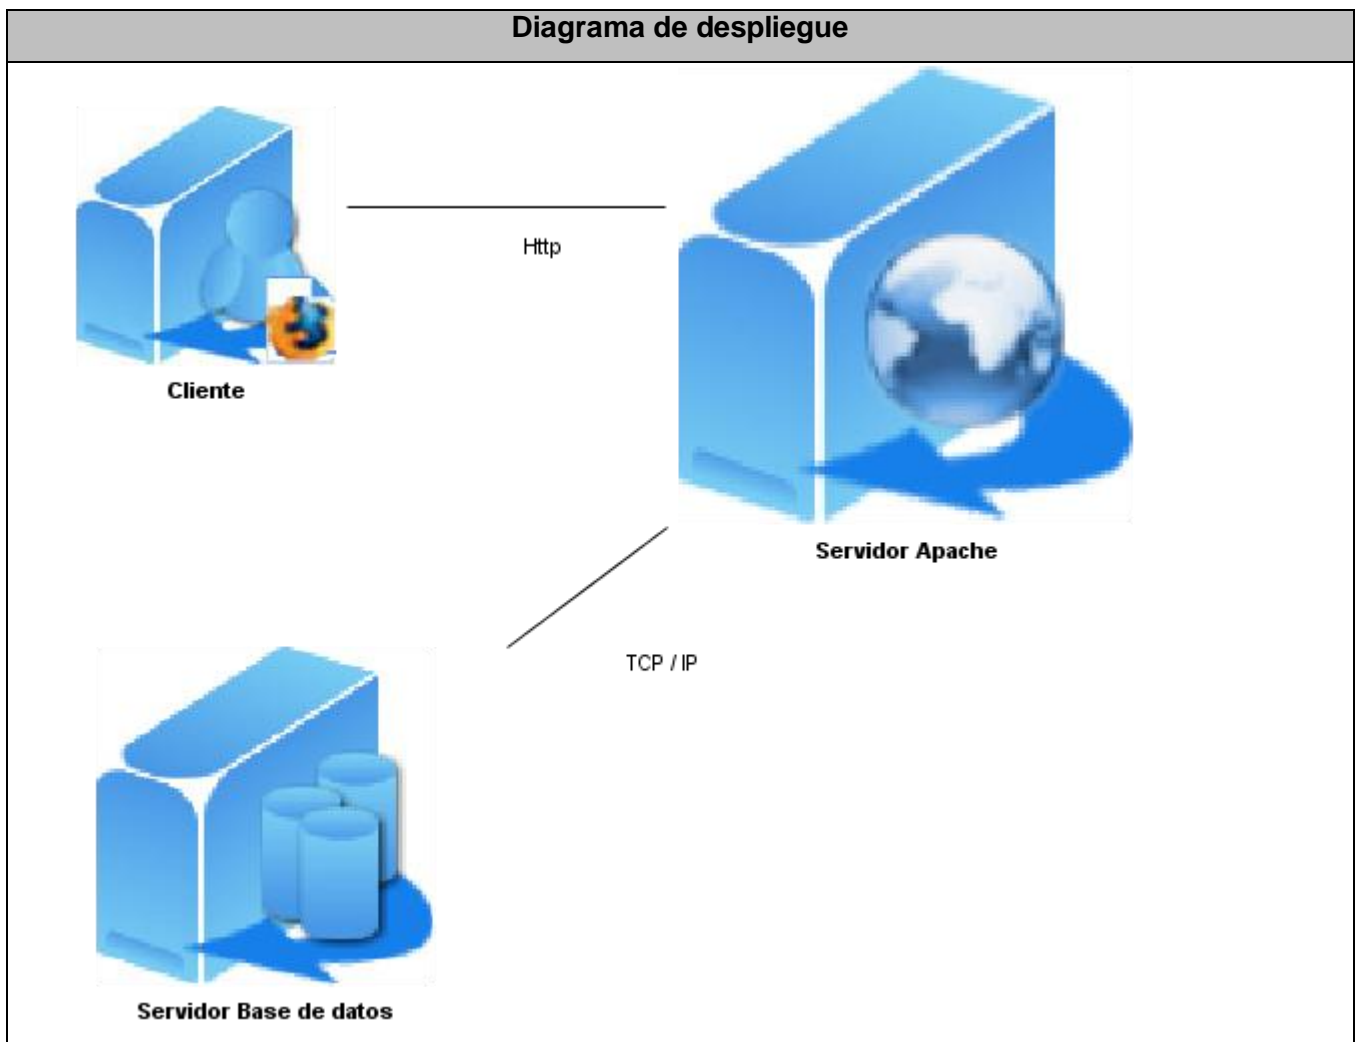 Diagrama de despliegue
Http
Cliente
Servidor Apache
TCP / IP
Servidor Base de datos